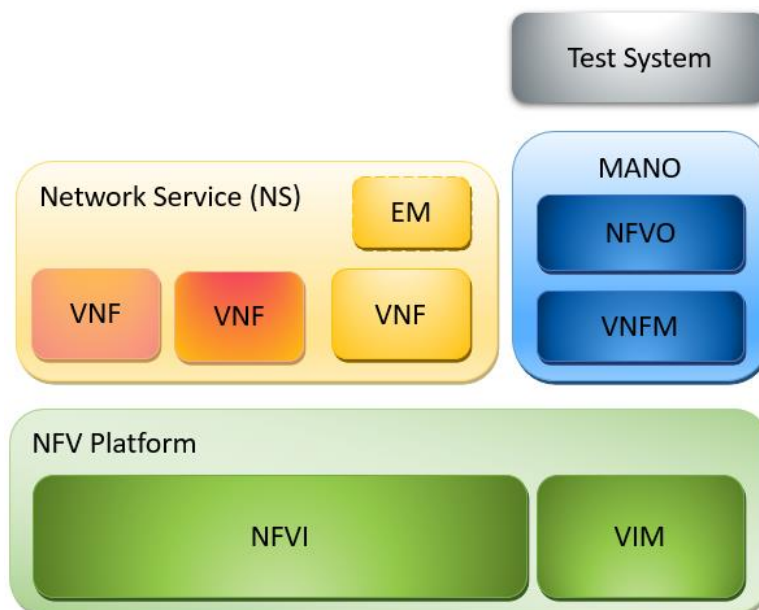 Test System
MANO
Network Service (NS)
EM
NFVO
VNF
VNF
VNF
VNFM
NFV Platform
NFVI
VIM